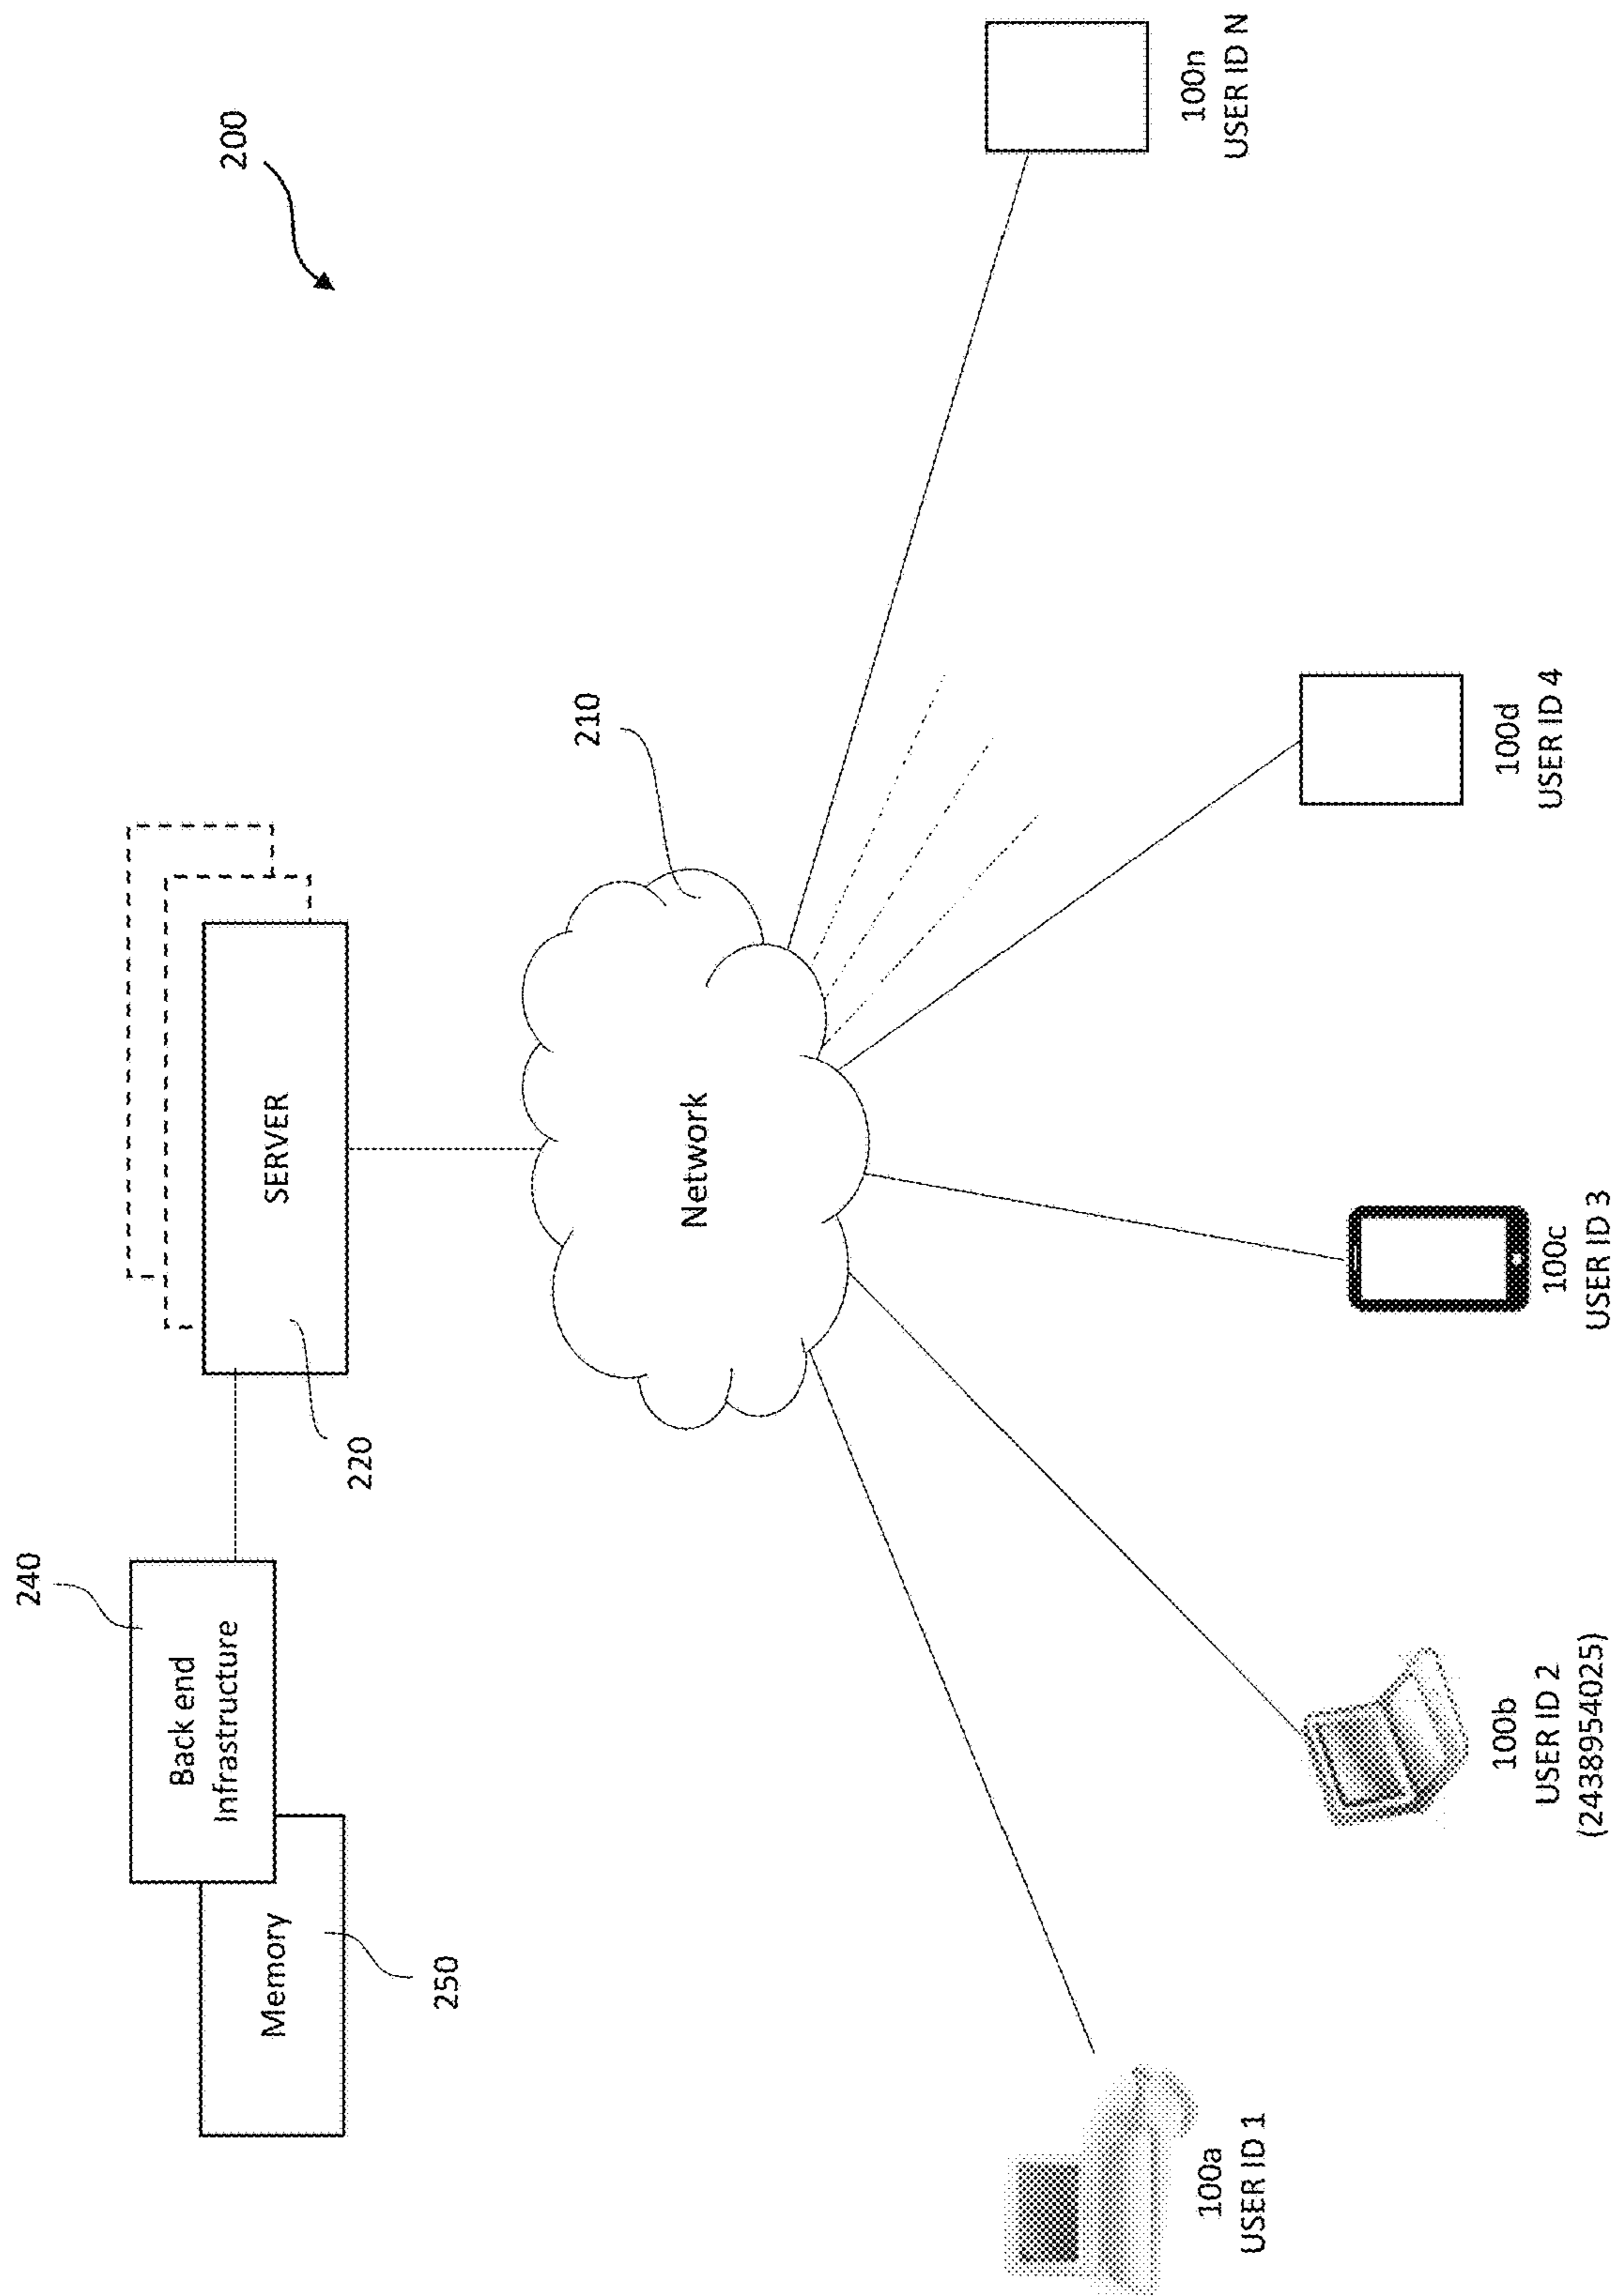 200
240
Back end
Infrastructure
Memory
250
SERVER
220
210
Network
100a
USER ID 1
100b
USER ID 2
(2438954025)
100c
USER ID 3
100d
USER ID 4
100n
USER ID N